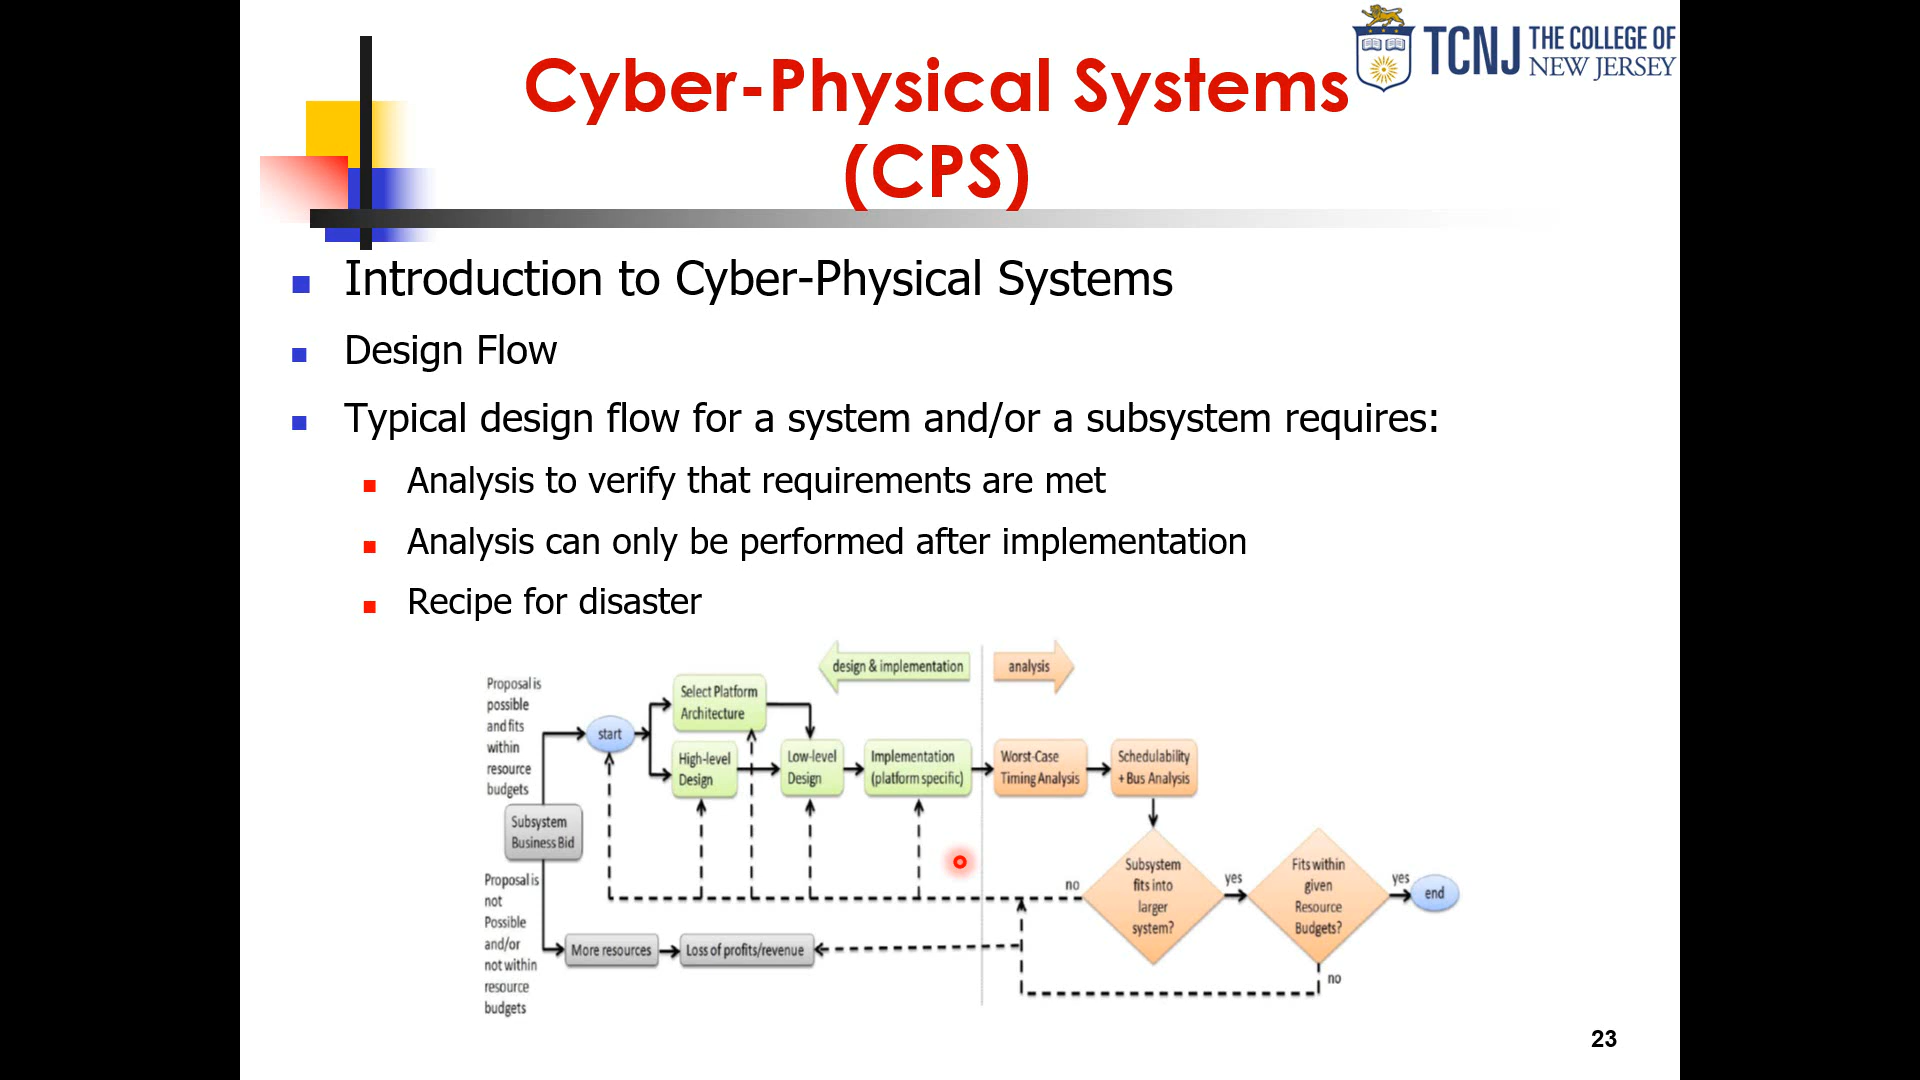 TCNJ THE COLLEGE OF
NEW JERSEY
Cyber-Physical Systems
(CPS)
Introduction to Cyber-Physical Systems
Design Flow
Typical design flow for a system and/or a subsystem requires:
Analysis to verify that requirements are met
Analysis can only be performed after implementation
Recipe for disaster
design & implementation
analysis
Proposal is
possible
and fits
within
resource
budgets
start
Select Platform
Architecture
High-level
Design
Low-level
Design
Implementation
(platform specific)
Worst-Case
Timing Analysis
Schedulability
+ Bus Analysis
Subsystem
Business Bid
Subsystem
fits into
larger
system?
no
yes
Fits within
given
Resource
Budgets?
yes
end
no
Proposal is
not
Possible
and/or
not within
resource
budgets
More resources
Loss of profits/revenue
23